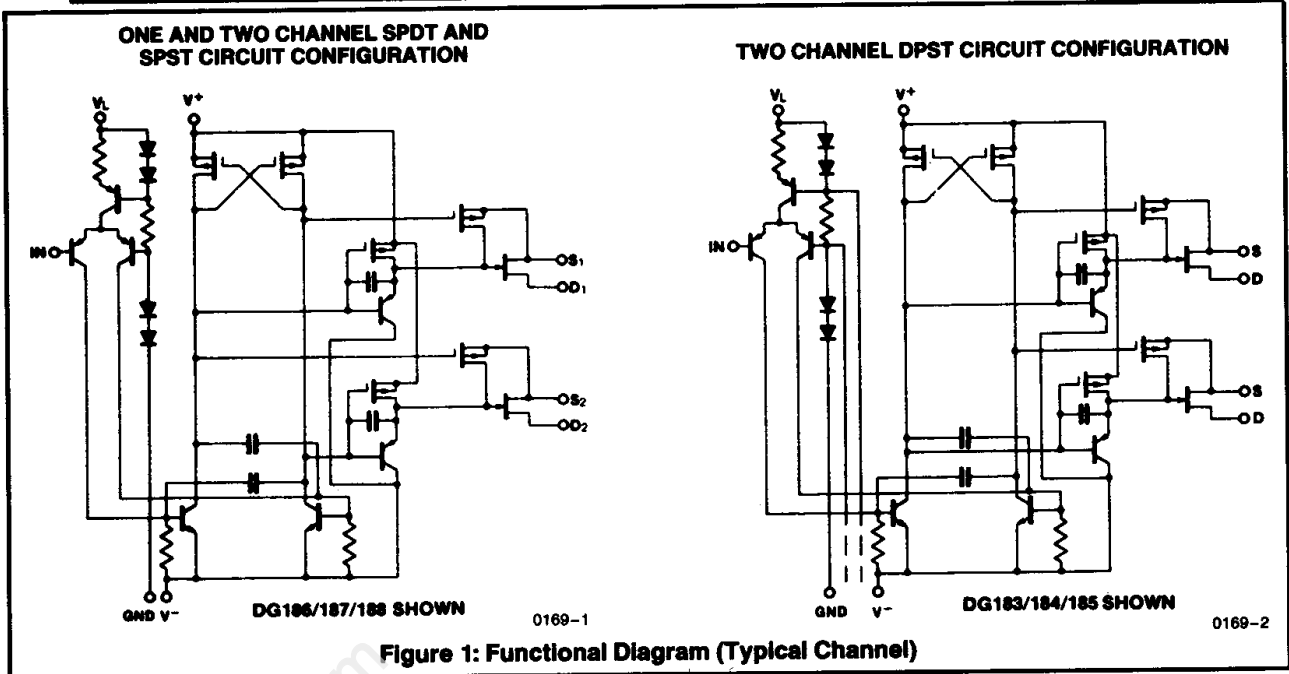 ONE AND TWO CHANNEL SPDT AND
SPST CIRCUIT CONFIGURATION
VL
V+
IN
S1
D1
S2
D2
GND V-
DG186/187/188 SHOWN
0169-1
TWO CHANNEL DPST CIRCUIT CONFIGURATION
VL
V+
IN
S
D
S
D
GND V-
DG183/184/185 SHOWN
0169-2
Figure 1: Functional Diagram (Typical Channel)